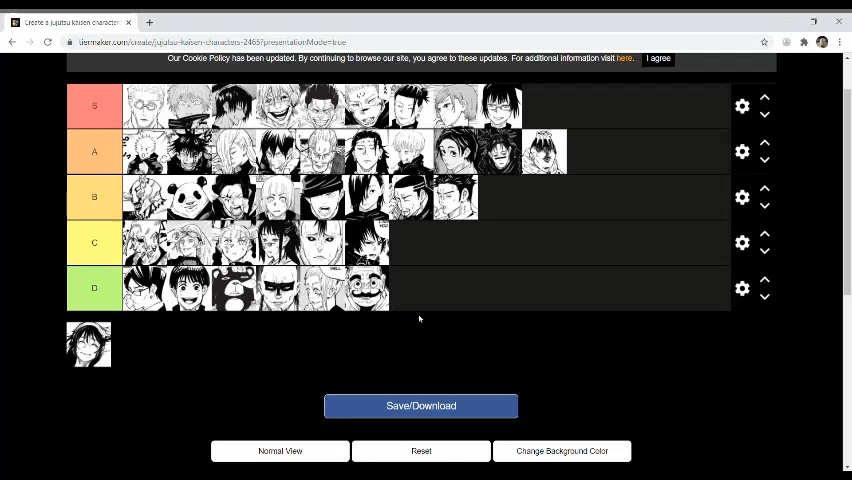 Create a jujutsu kaisen character
tiermaker.com/create/jujutsu-kaisen-characters-2465?presentationMode=true
Our Cookie Policy has been updated. By continuing to browse our site, you agree to these updates. For additional information visit here. I agree
S
A
B
C
D
WELL,
Save/Download
Normal View
Reset
Change Background Color